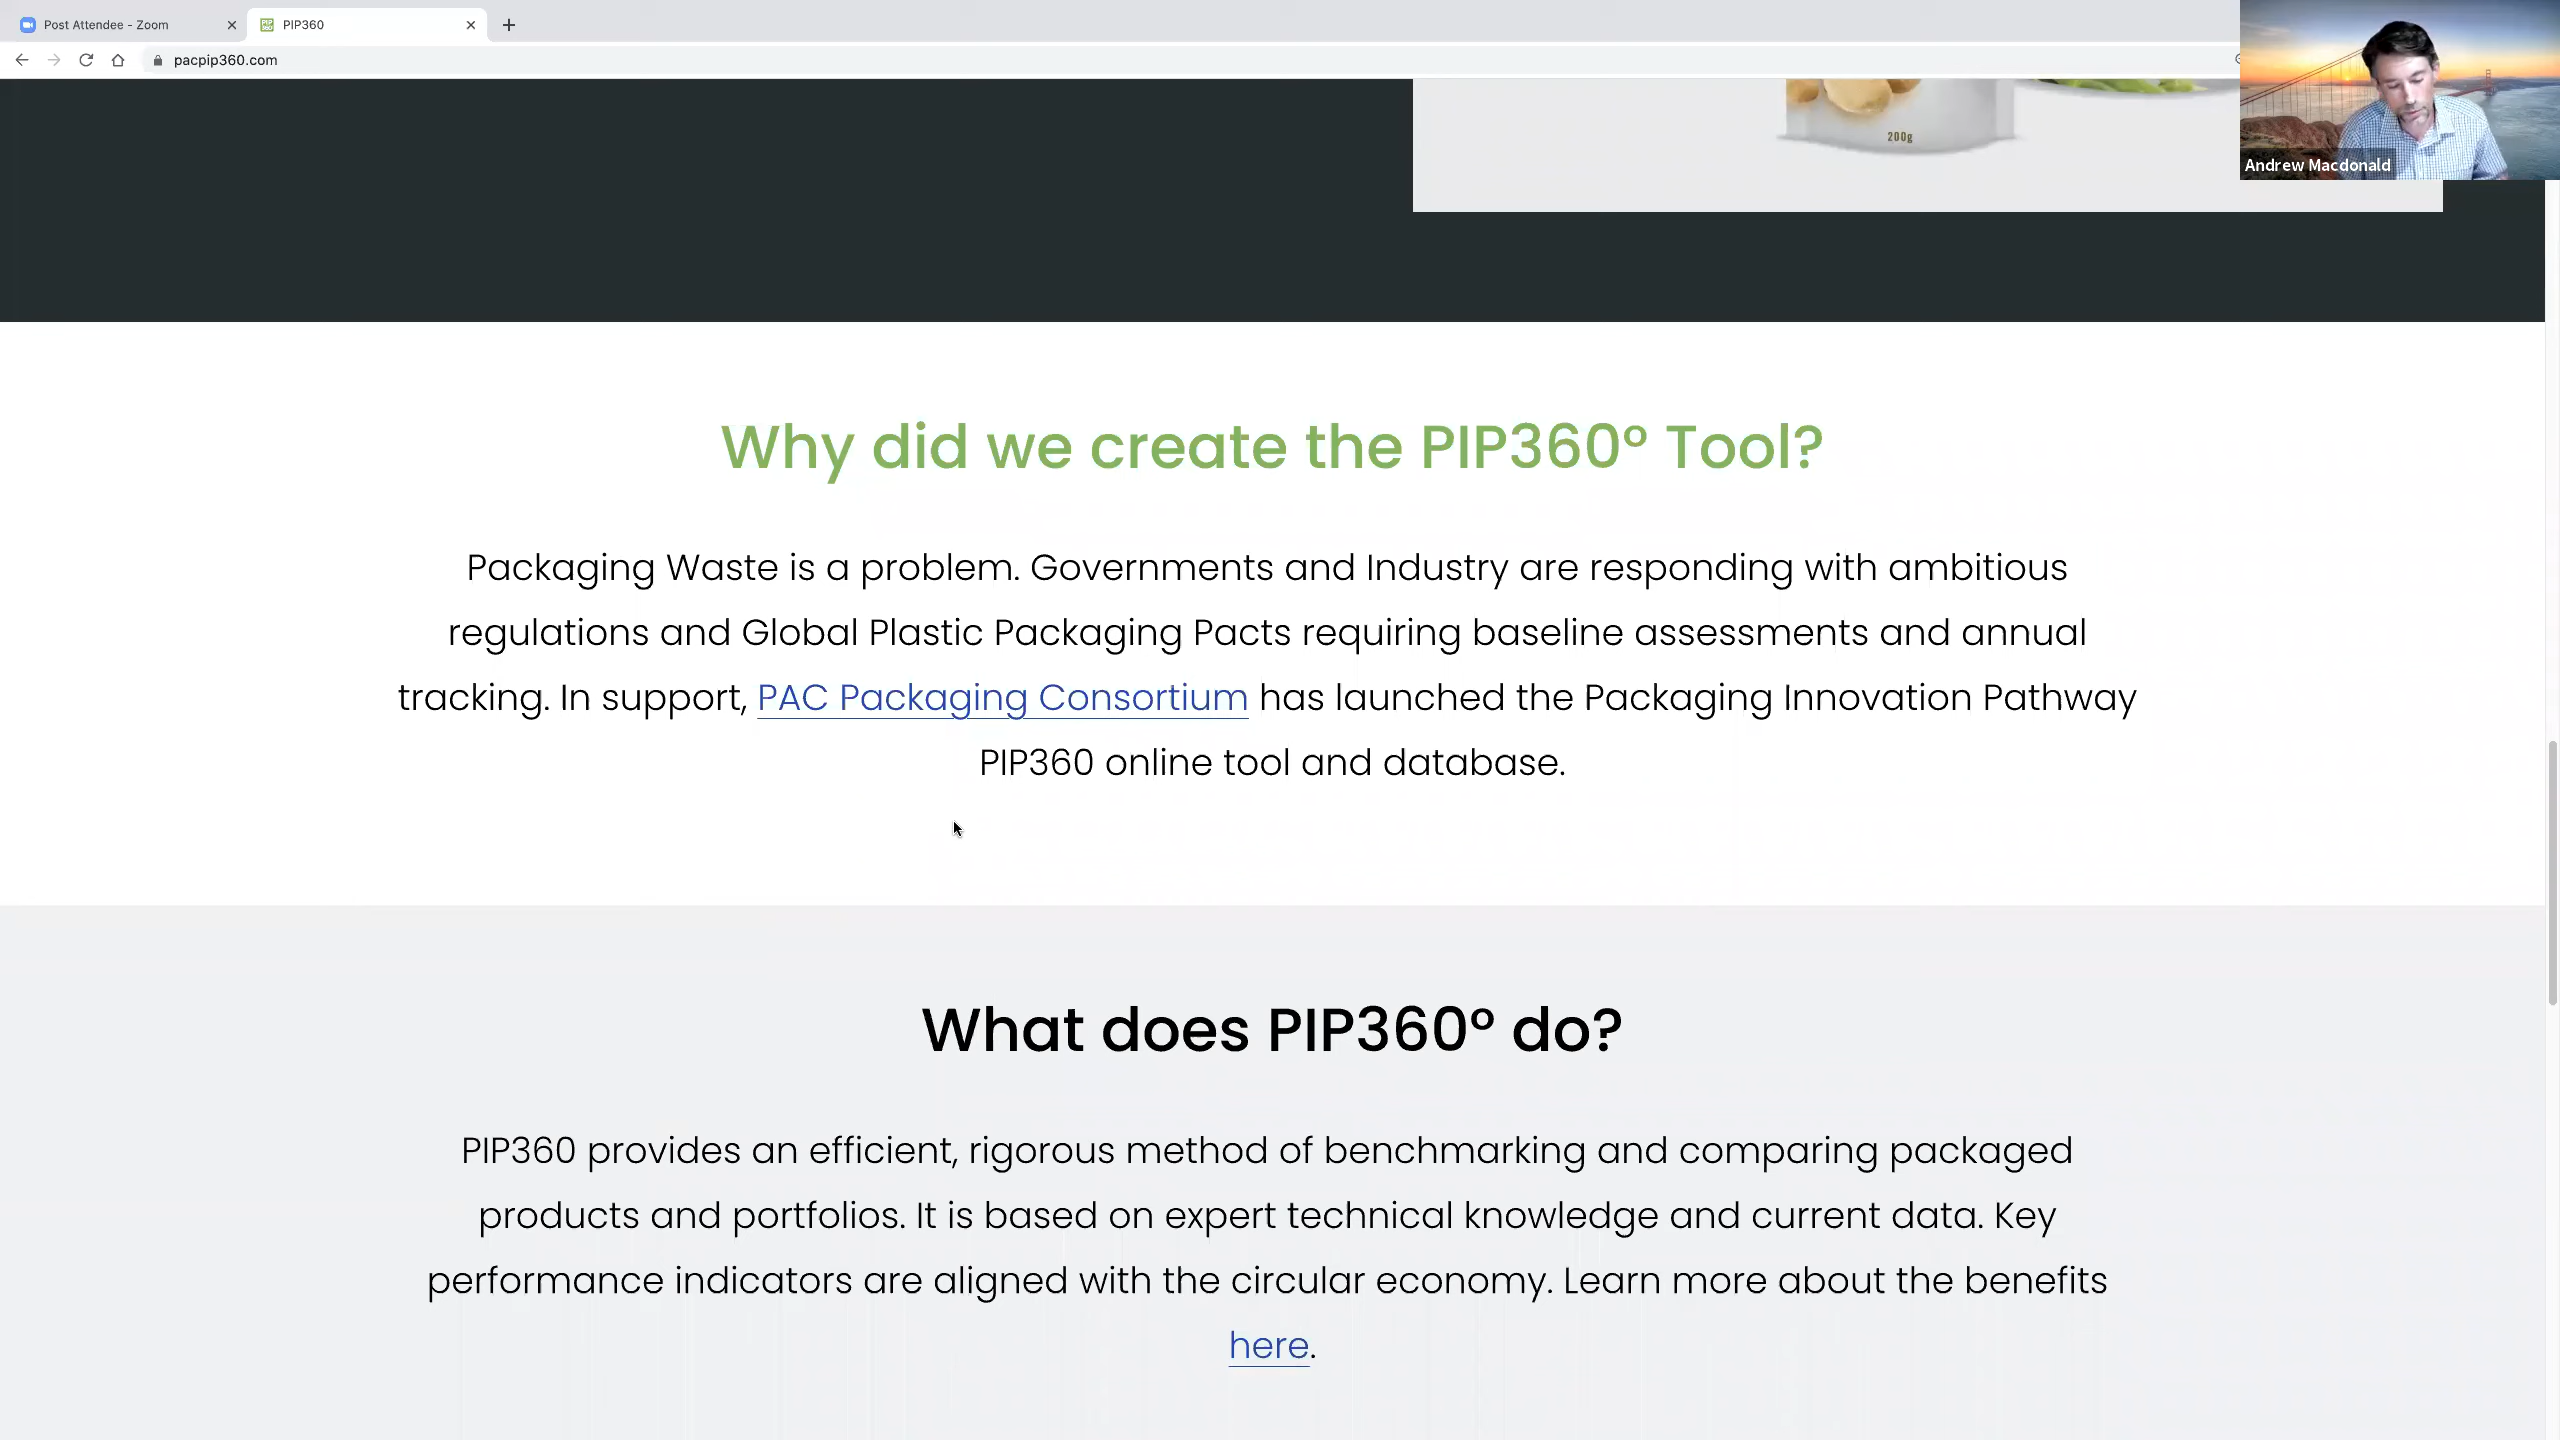 Post Attendee - Zoom
PIP360
pacpip360.com
200g
Andrew Macdonald
Why did we create the PIP360° Tool?
Packaging Waste is a problem. Governments and Industry are responding with ambitious
regulations and Global Plastic Packaging Pacts requiring baseline assessments and annual
tracking. In support, PAC Packaging Consortium has launched the Packaging Innovation Pathway
PIP360 online tool and database.
What does PIP360° do?
PIP360 provides an efficient, rigorous method of benchmarking and comparing packaged
products and portfolios. It is based on expert technical knowledge and current data. Key
performance indicators are aligned with the circular economy. Learn more about the benefits
here.